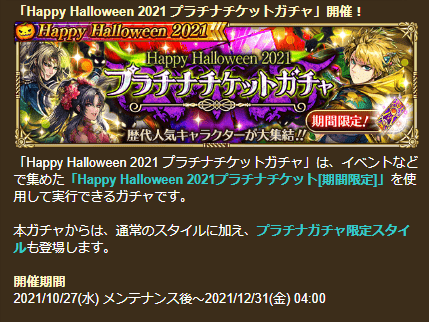 「Happy Halloween 2021 プラチナチケットガチャ」開催！
Happy Halloween 2021
Happy Halloween 2021
プラチナチケットガチャ
期間限定！
歴代人気キャラクターが大集結!!
「Happy Halloween 2021 プラチナチケットガチャ」は、イベントなど
で集めた「Happy Halloween 2021プラチナチケット[期間限定]」を使
用して実行できるガチャです。
本ガチャからは、通常のスタイルに加え、プラチナガチャ限定スタイ
ルも登場します。
開催期間
2021/10/27(水) メンテナンス後～2021/12/31(金) 04:00